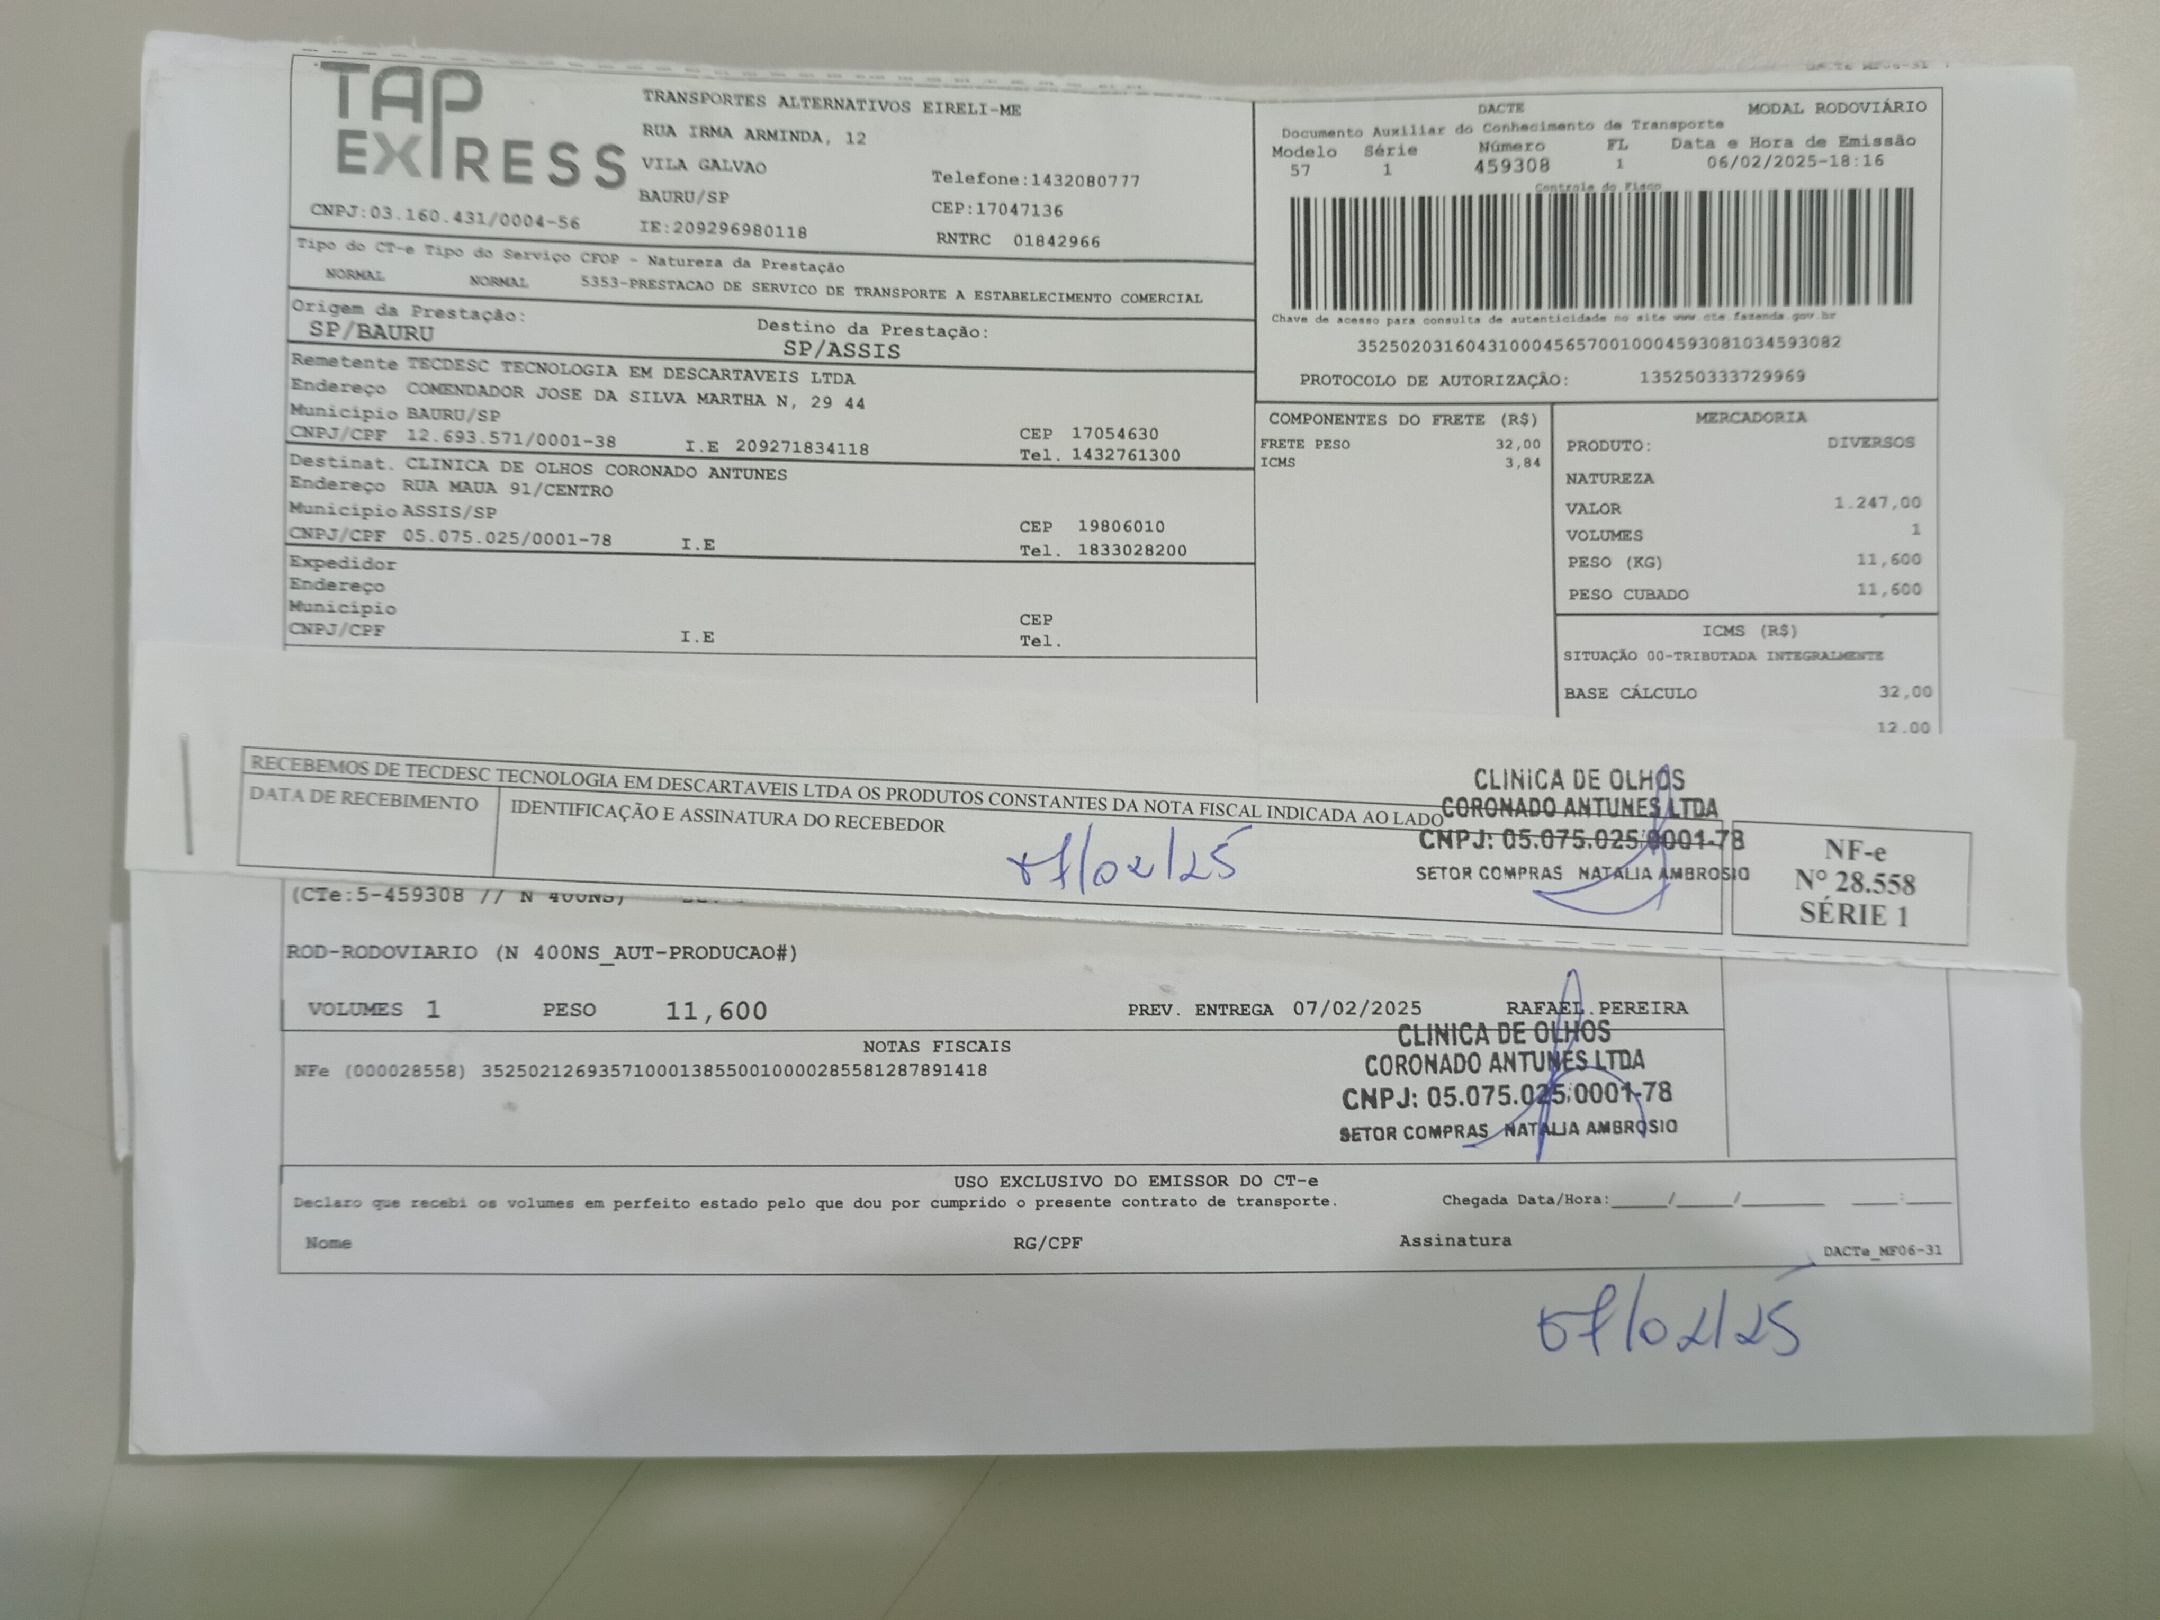 TAP
EXPRESS
TRANSPORTES ALTERNATIVOS EIRELI-ME
RUA IRMA ARMINDA, 12
VILA GALVAO
BAURU/SP
Telefone:1432080777
CEP:17047136
CNPJ:03.160.431/0004-56
IE:209296980118
RNTRC 01842966
DACTE MODAL RODOVIÁRIO
Documento Auxiliar do Conhecimento de Transporte
Modelo Série Número FL Data e Hora de Emissão
57 1 459308 1 06/02/2025-18:16
Controle do Fisco
Chave de acesso para consulta de autenticidade no site www.cte.fazenda.gov.br
35250203160431000456570010004593081034593082
PROTOCOLO DE AUTORIZAÇÃO: 135250333729969
Tipo do CT-e Tipo do Serviço CFOP - Natureza da Prestação
NORMAL NORMAL 5353-PRESTACAO DE SERVICO DE TRANSPORTE A ESTABELECIMENTO COMERCIAL
Origem da Prestação: Destino da Prestação:
SP/BAURU SP/ASSIS
Remetente TECDESC TECNOLOGIA EM DESCARTAVEIS LTDA
Endereço COMENDADOR JOSE DA SILVA MARTHA N, 29 44
Município BAURU/SP CEP 17054630
CNPJ/CPF 12.693.571/0001-38 I.E 209271834118 Tel. 1432761300
Destinat. CLINICA DE OLHOS CORONADO ANTUNES
Endereço RUA MAUA 91/CENTRO
Município ASSIS/SP CEP 19806010
CNPJ/CPF 05.075.025/0001-78 I.E Tel. 1833028200
Expedidor
Endereço
Município CEP
CNPJ/CPF I.E Tel.
COMPONENTES DO FRETE (R$)
FRETE PESO 32,00
ICMS 3,84
MERCADORIA
PRODUTO: DIVERSOS
NATUREZA
VALOR 1.247,00
VOLUMES 1
PESO (KG) 11,600
PESO CUBADO 11,600
ICMS (R$)
SITUAÇÃO 00-TRIBUTADA INTEGRALMENTE
BASE CÁLCULO 32,00
12.00
RECEBEMOS DE TECDESC TECNOLOGIA EM DESCARTAVEIS LTDA OS PRODUTOS CONSTANTES DA NOTA FISCAL INDICADA AO LADO
DATA DE RECEBIMENTO IDENTIFICAÇÃO E ASSINATURA DO RECEBEDOR
07/02/25
CLINICA DE OLHOS
CORONADO ANTUNES LTDA
CNPJ: 05.075.025/0001-78
SETOR COMPRAS NATALIA AMBROSIO
NF-e
Nº 28.558
SÉRIE 1
(CTe:5-459308 // N 400NS)
ROD-RODOVIARIO (N 400NS_AUT-PRODUCAO#)
VOLUMES 1 PESO 11,600 PREV. ENTREGA 07/02/2025 RAFAEL.PEREIRA
NOTAS FISCAIS
NFe (000028558) 35250212693571000138550010000285581287891418
CLINICA DE OLHOS
CORONADO ANTUNES LTDA
CNPJ: 05.075.025/0001-78
SETOR COMPRAS NATALIA AMBROSIO
USO EXCLUSIVO DO EMISSOR DO CT-e
Declaro que recebi os volumes em perfeito estado pelo que dou por cumprido o presente contrato de transporte. Chegada Data/Hora:_____/_____/_______ ___:___
Nome RG/CPF Assinatura
DACTe_MF06-31
07/02/25